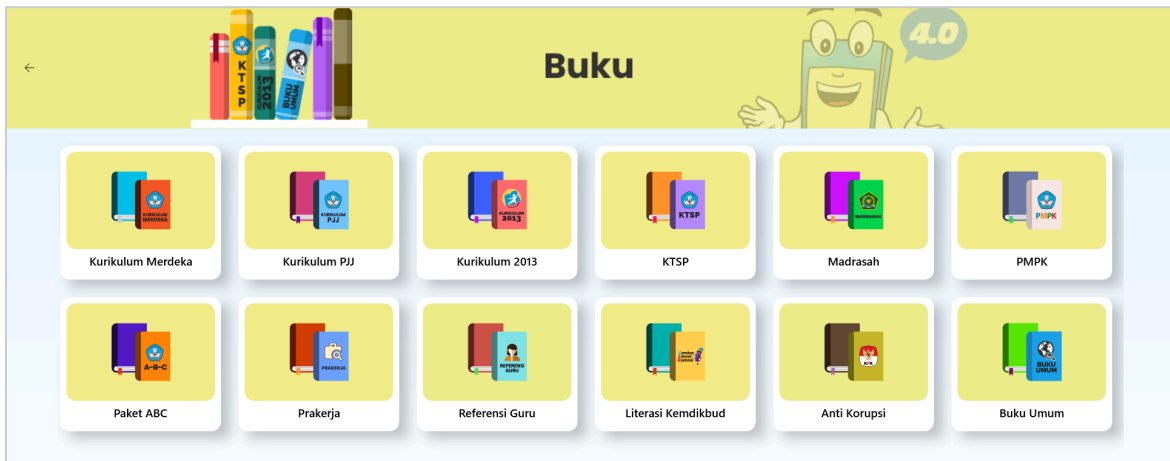 ←
KTSP
KURIKULUM 2013
BUKU UMUM
Buku
4.0
KURIKULUM MERDEKA
KURIKULUM PJJ
KURIKULUM 2013
KTSP
MADRASAH
PMPK
Kurikulum Merdeka
Kurikulum PJJ
Kurikulum 2013
KTSP
Madrasah
PMPK
A-B-C
PRAKERJA
REFERENSI GURU
KPK
BUKU UMUM
Paket ABC
Prakerja
Referensi Guru
Literasi Kemdikbud
Anti Korupsi
Buku Umum